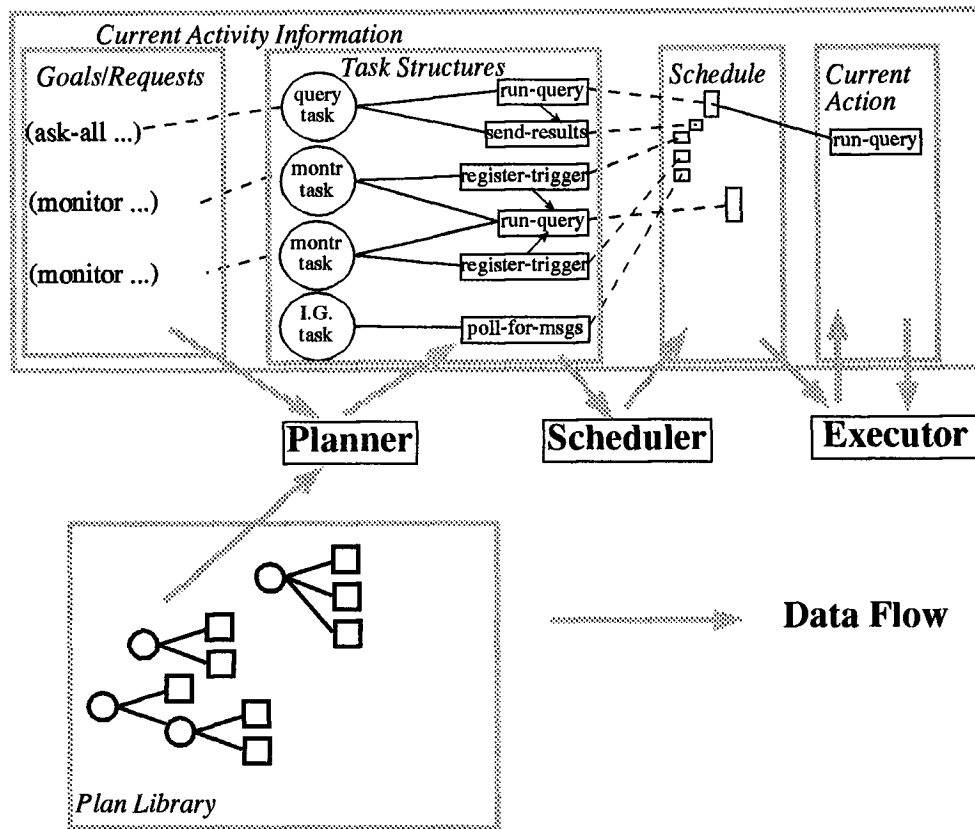 Current Activity Information
Goals/Requests
(ask-all ...)
(monitor ...)
(monitor ...)
Task Structures
query
task
montr
task
montr
task
I.G.
task
run-query
send-results
register-trigger
run-query
register-trigger
poll-for-msgs
Schedule
Current
Action
run-query
Planner
Scheduler
Executor
Data Flow
Plan Library